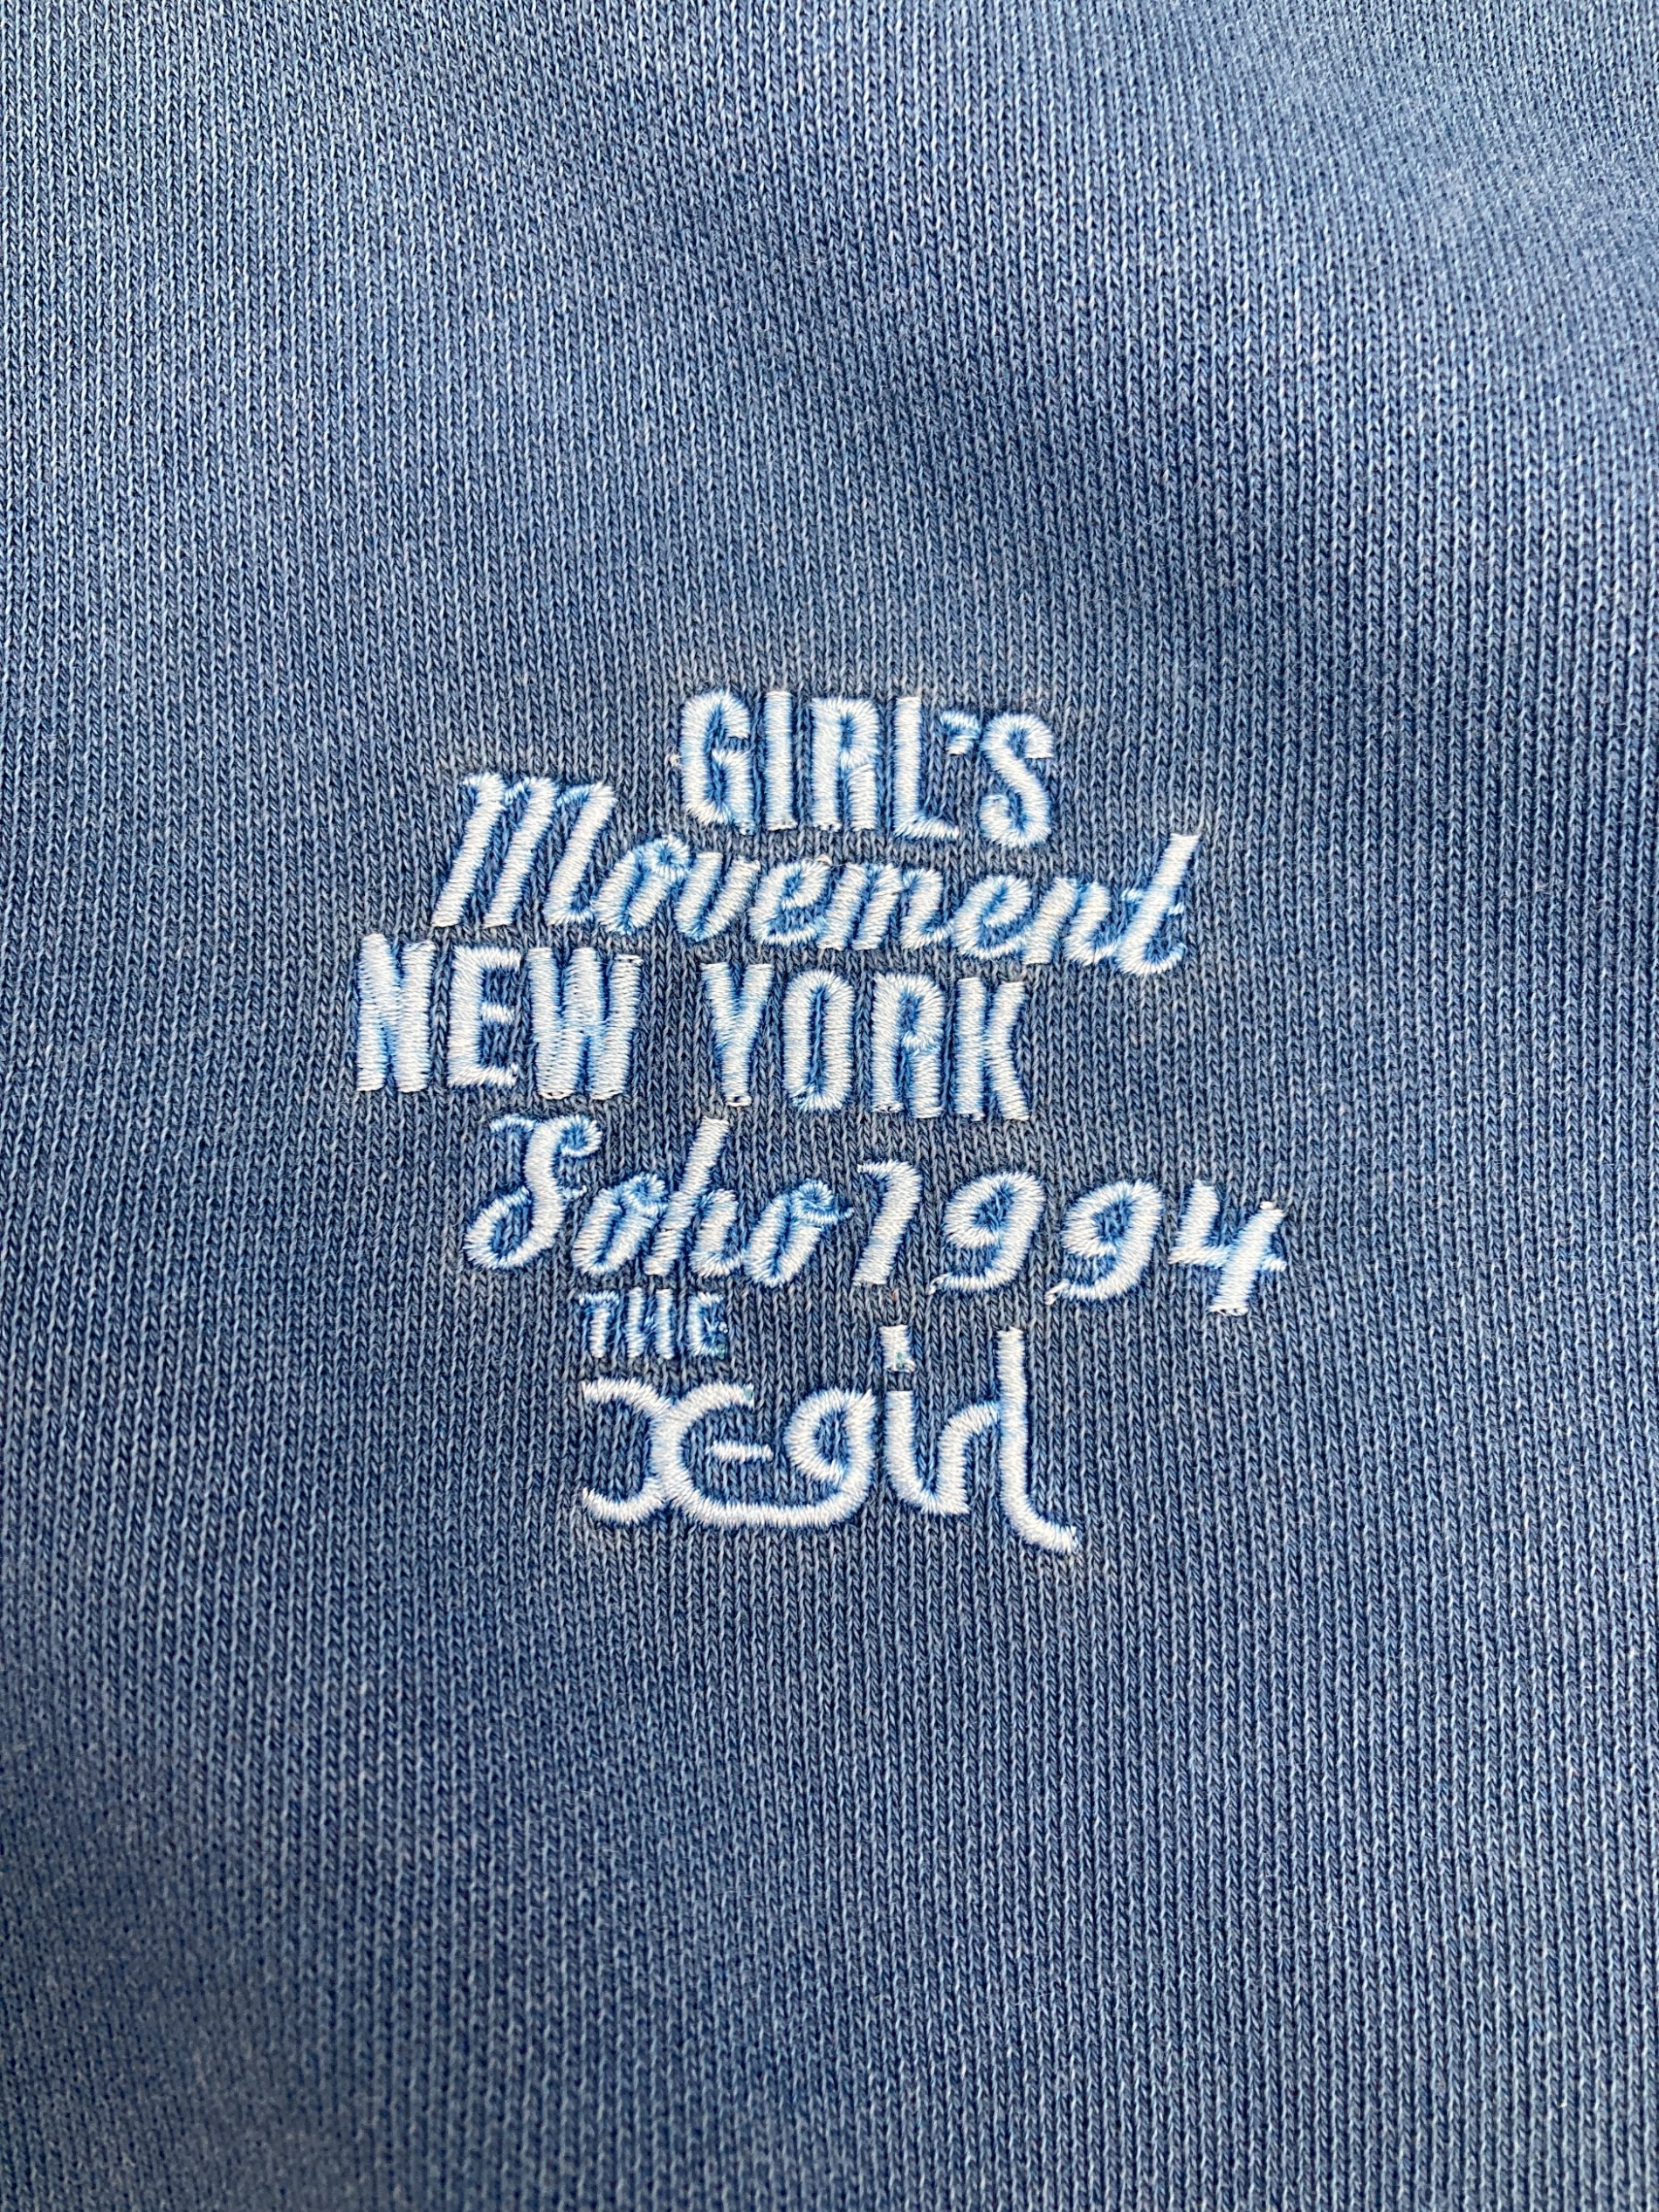 GIRL'S
Movement
NEW YORK
Soho 1994
THE
X-girl